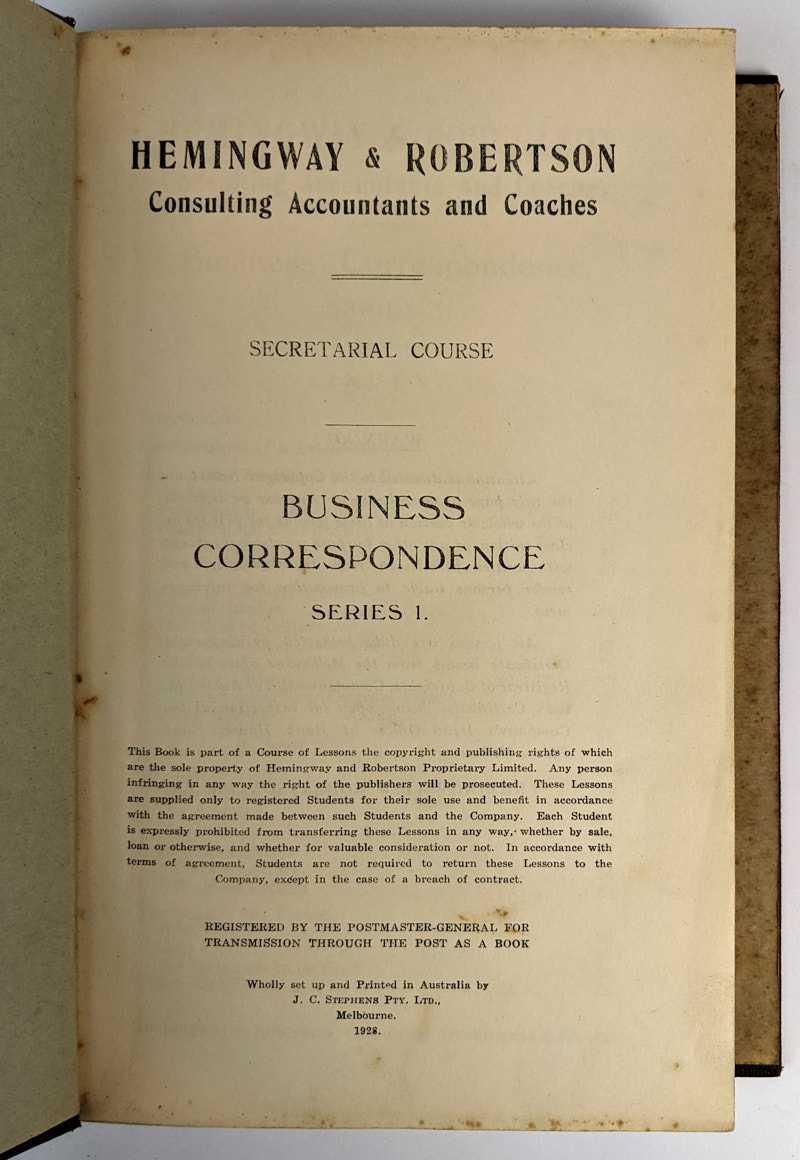 HEMINGWAY & ROBERTSON
Consulting Accountants and Coaches
SECRETARIAL COURSE
BUSINESS
CORRESPONDENCE
SERIES 1.
This Book is part of a Course of Lessons the copyright and publishing rights of which
are the sole property of Hemingway and Robertson Proprietary Limited. Any person
infringing in any way the right of the publishers will be prosecuted. These Lessons
are supplied only to registered Students for their sole use and benefit in accordance
with the agreement made between such Students and the Company. Each Student
is expressly prohibited from transferring these Lessons in any way, whether by sale,
loan or otherwise, and whether for valuable consideration or not. In accordance with
terms of agreement, Students are not required to return these Lessons to the
Company, except in the case of a breach of contract.
REGISTERED BY THE POSTMASTER-GENERAL FOR
TRANSMISSION THROUGH THE POST AS A BOOK
Wholly set up and Printed in Australia by
J. C. STEPHENS PTY. LTD.,
Melbourne.
1928.